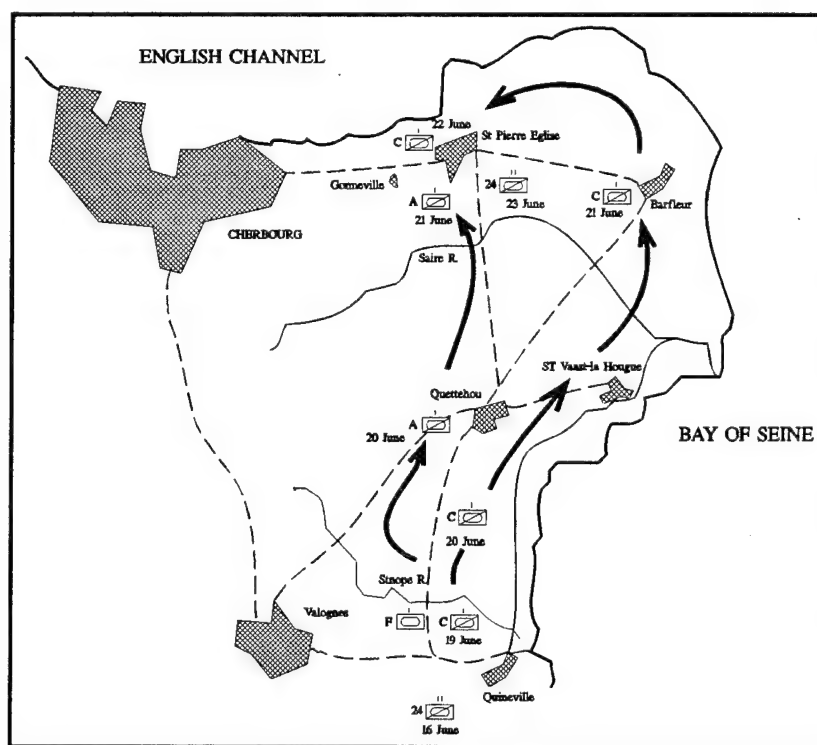 ENGLISH CHANNEL
22 June
C
St Pierre Eglise
Gonneville
A
21 June
24
23 June
C
21 June
Barfleur
CHERBOURG
Saire R.
ST Vaast-la Hougue
Quettehou
A
20 June
BAY OF SEINE
C
20 June
Sinope R.
Valognes
F
C
19 June
Quineville
24
16 June